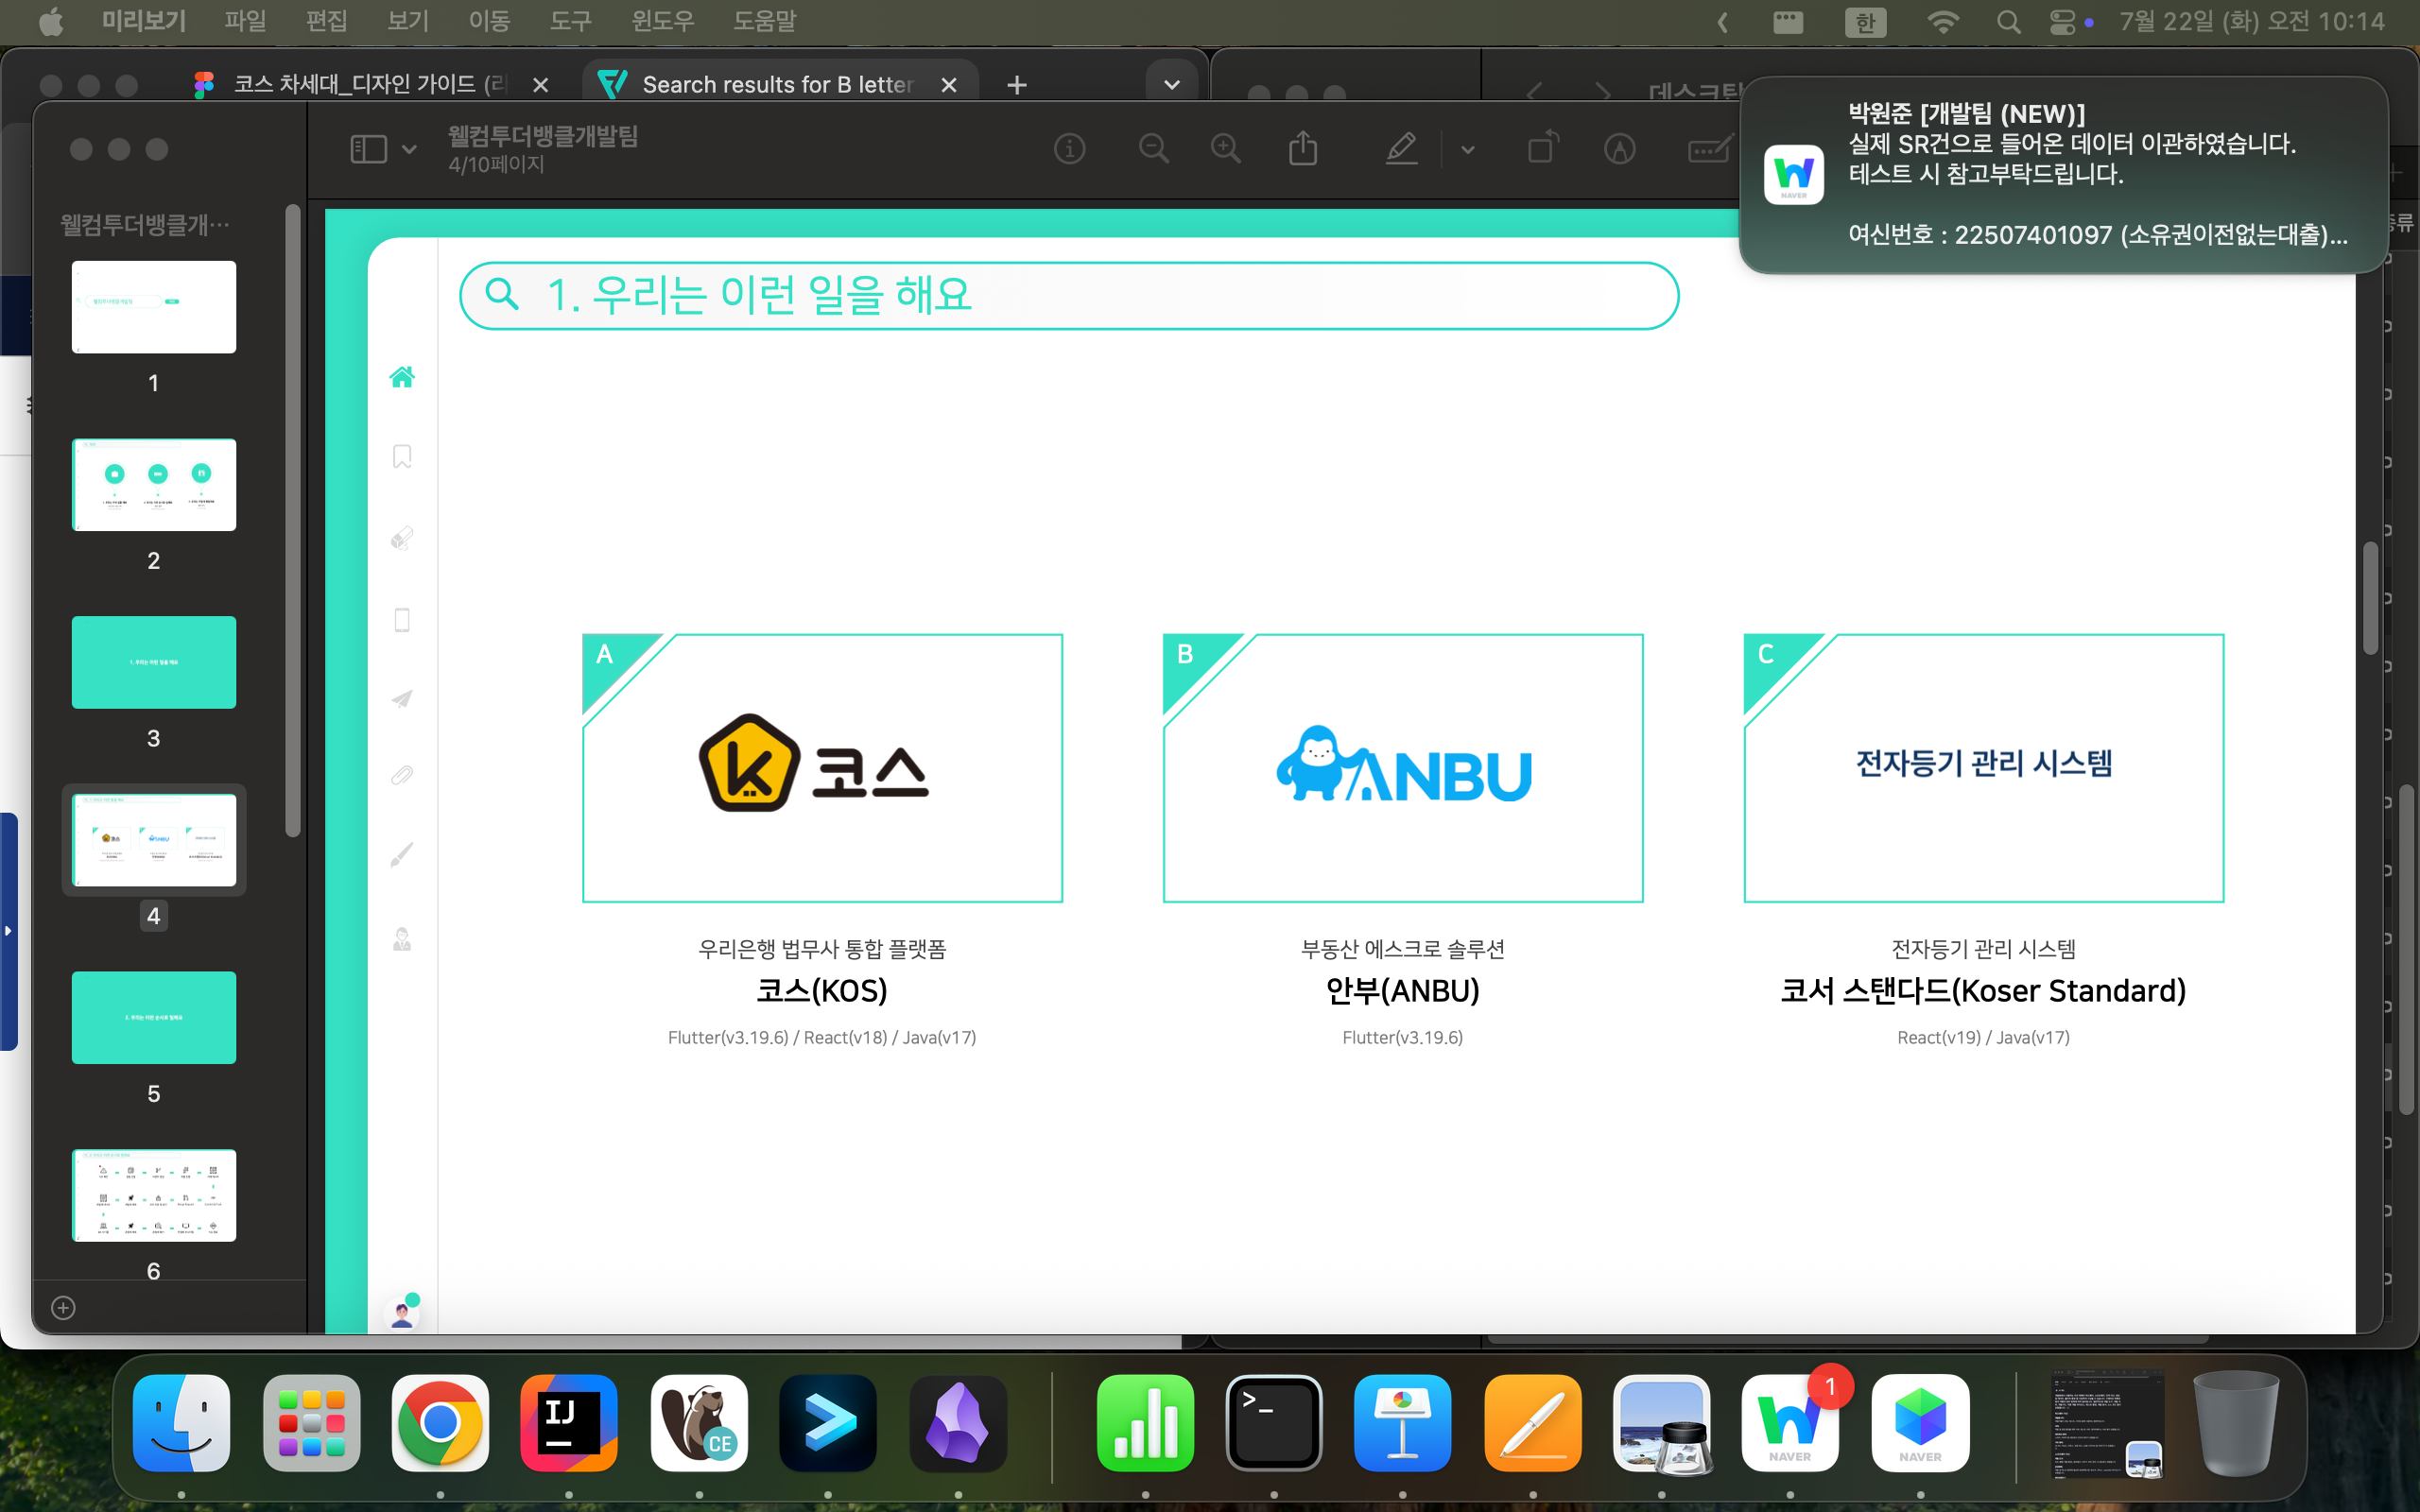 미리보기 파일 편집 보기 이동 도구 윈도우 도움말
한 7월 22일 (화) 오전 10:14
코스 차세대_디자인 가이드 (리
Search results for B letter
데스크탑
박원준 [개발팀 (NEW)]
실제 SR건으로 들어온 데이터 이관하였습니다.
테스트 시 참고부탁드립니다.
여신번호 : 22507401097 (소유권이전없는대출)...
NAVER
웰컴투더뱅클개발팀
4/10페이지
웰컴투더뱅클개…
1
2
3
4
5
6
1. 우리는 이런 일을 해요
A
코스
우리은행 법무사 통합 플랫폼
코스(KOS)
Flutter(v3.19.6) / React(v18) / Java(v17)
B
ANBU
부동산 에스크로 솔루션
안부(ANBU)
Flutter(v3.19.6)
C
전자등기 관리 시스템
전자등기 관리 시스템
코서 스탠다드(Koser Standard)
React(v19) / Java(v17)
IJ
CE
1
NAVER
NAVER